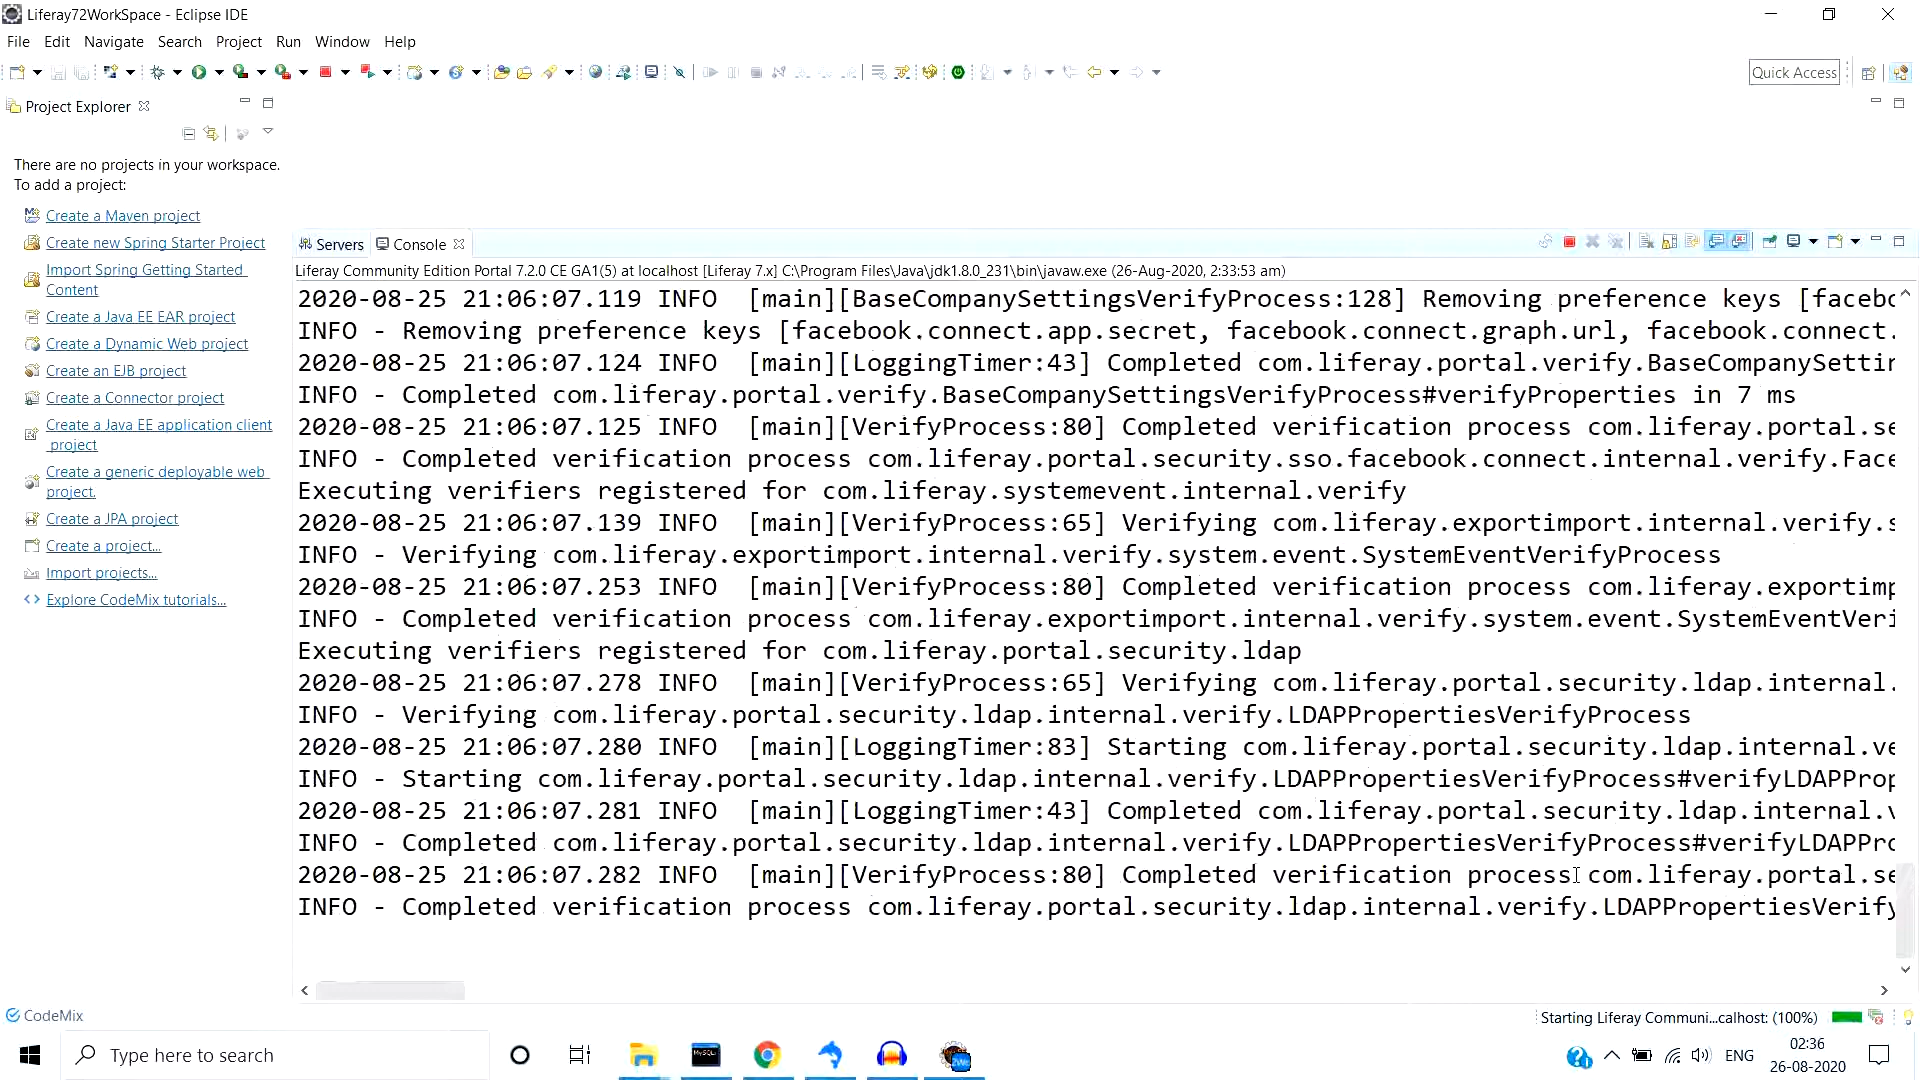 Liferay72WorkSpace - Eclipse IDE
File Edit Navigate Search Project Run Window Help
Quick Access
Project Explorer
There are no projects in your workspace.
To add a project:
Create a Maven project
Create new Spring Starter Project
Import Spring Getting Started
Content
Create a Java EE EAR project
Create a Dynamic Web project
Create an EJB project
Create a Connector project
Create a Java EE application client
project
Create a generic deployable web
project.
Create a JPA project
Create a project...
Import projects...
Explore CodeMix tutorials...
Servers Console
Liferay Community Edition Portal 7.2.0 CE GA1(5) at localhost [Liferay 7.x] C:\Program Files\Java\jdk1.8.0_231\bin\javaw.exe (26-Aug-2020, 2:33:53 am)
2020-08-25 21:06:07.119 INFO [main][BaseCompanySettingsVerifyProcess:128] Removing preference keys [facebo
INFO - Removing preference keys [facebook.connect.app.secret, facebook.connect.graph.url, facebook.connect.
2020-08-25 21:06:07.124 INFO [main][LoggingTimer:43] Completed com.liferay.portal.verify.BaseCompanySettin
INFO - Completed com.liferay.portal.verify.BaseCompanySettingsVerifyProcess#verifyProperties in 7 ms
2020-08-25 21:06:07.125 INFO [main][VerifyProcess:80] Completed verification process com.liferay.portal.se
INFO - Completed verification process com.liferay.portal.security.sso.facebook.connect.internal.verify.Face
Executing verifiers registered for com.liferay.systemevent.internal.verify
2020-08-25 21:06:07.139 INFO [main][VerifyProcess:65] Verifying com.liferay.exportimport.internal.verify.s
INFO - Verifying com.liferay.exportimport.internal.verify.system.event.SystemEventVerifyProcess
2020-08-25 21:06:07.253 INFO [main][VerifyProcess:80] Completed verification process com.liferay.exportimp
INFO - Completed verification process com.liferay.exportimport.internal.verify.system.event.SystemEventVeri
Executing verifiers registered for com.liferay.portal.security.ldap
2020-08-25 21:06:07.278 INFO [main][VerifyProcess:65] Verifying com.liferay.portal.security.ldap.internal.
INFO - Verifying com.liferay.portal.security.ldap.internal.verify.LDAPPropertiesVerifyProcess
2020-08-25 21:06:07.280 INFO [main][LoggingTimer:83] Starting com.liferay.portal.security.ldap.internal.ve
INFO - Starting com.liferay.portal.security.ldap.internal.verify.LDAPPropertiesVerifyProcess#verifyLDAPProp
2020-08-25 21:06:07.281 INFO [main][LoggingTimer:43] Completed com.liferay.portal.security.ldap.internal.v
INFO - Completed com.liferay.portal.security.ldap.internal.verify.LDAPPropertiesVerifyProcess#verifyLDAPPro
2020-08-25 21:06:07.282 INFO [main][VerifyProcess:80] Completed verification process com.liferay.portal.se
INFO - Completed verification process com.liferay.portal.security.ldap.internal.verify.LDAPPropertiesVerify
CodeMix
Starting Liferay Communi...calhost: (100%)
Type here to search
MySQL
ENG
02:36
26-08-2020